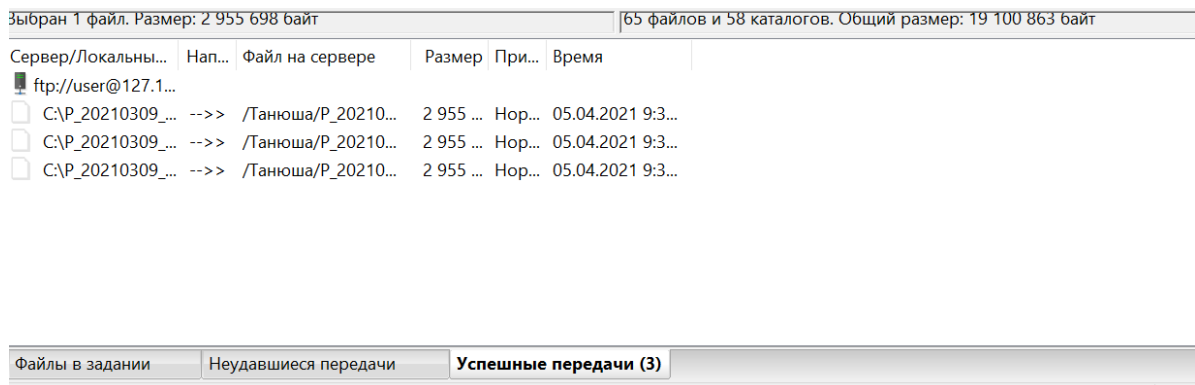 Выбран 1 файл. Размер: 2 955 698 байт 65 файлов и 58 каталогов. Общий размер: 19 100 863 байт
Сервер/Локальны... Нап... Файл на сервере Размер При... Время
ftp://user@127.1...
C:\P_20210309_... -->> /Танюша/P_20210... 2 955 ... Нор... 05.04.2021 9:3...
C:\P_20210309_... -->> /Танюша/P_20210... 2 955 ... Нор... 05.04.2021 9:3...
C:\P_20210309_... -->> /Танюша/P_20210... 2 955 ... Нор... 05.04.2021 9:3...
Файлы в задании Неудавшиеся передачи Успешные передачи (3)